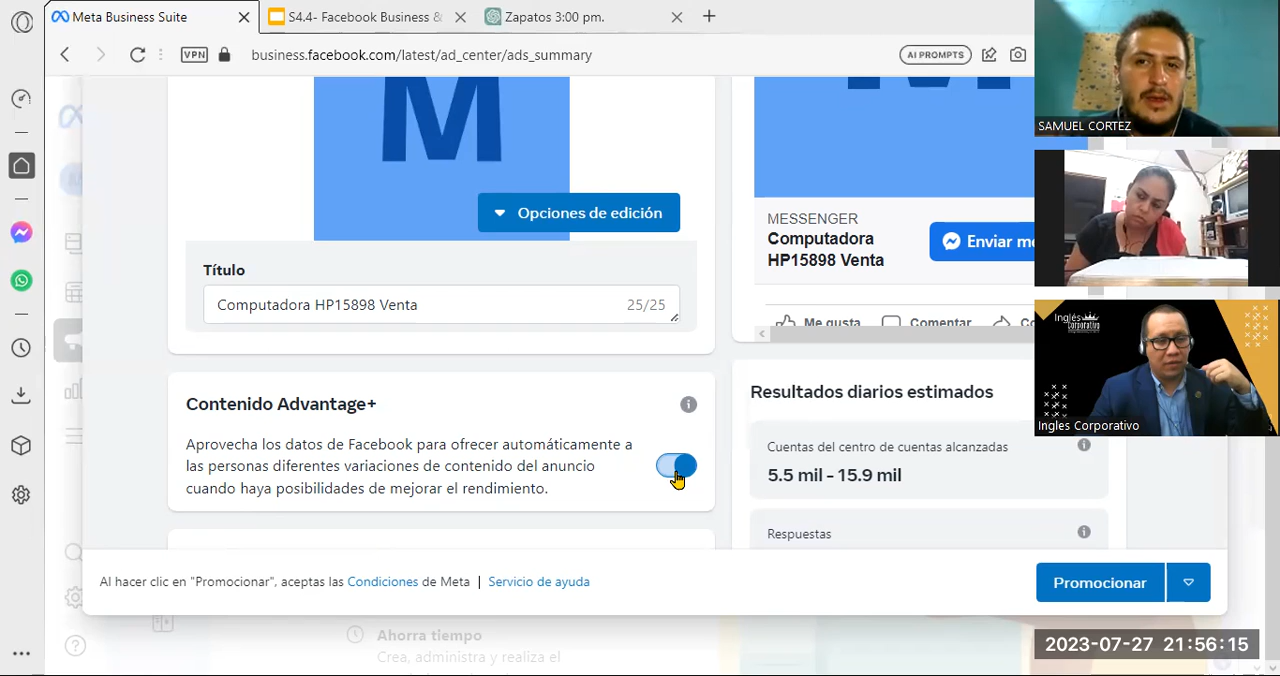 Meta Business Suite
S4.4- Facebook Business &
Zapatos 3:00 pm.
VPN
business.facebook.com/latest/ad_center/ads_summary
AI PROMPTS
M
Opciones de edición
Título
Computadora HP15898 Venta
25/25
Contenido Advantage+
Aprovecha los datos de Facebook para ofrecer automáticamente a
las personas diferentes variaciones de contenido del anuncio
cuando haya posibilidades de mejorar el rendimiento.
MESSENGER
Computadora
HP15898 Venta
Enviar me
Me gusta
Comentar
Co
Resultados diarios estimados
Cuentas del centro de cuentas alcanzadas
5.5 mil – 15.9 mil
Respuestas
Al hacer clic en "Promocionar", aceptas las Condiciones de Meta | Servicio de ayuda
Promocionar
Ahorra tiempo
Crea, administra y realiza el
SAMUEL CORTEZ
Inglés
Corporativo
Ingles Corporativo
2023-07-27 21:56:15